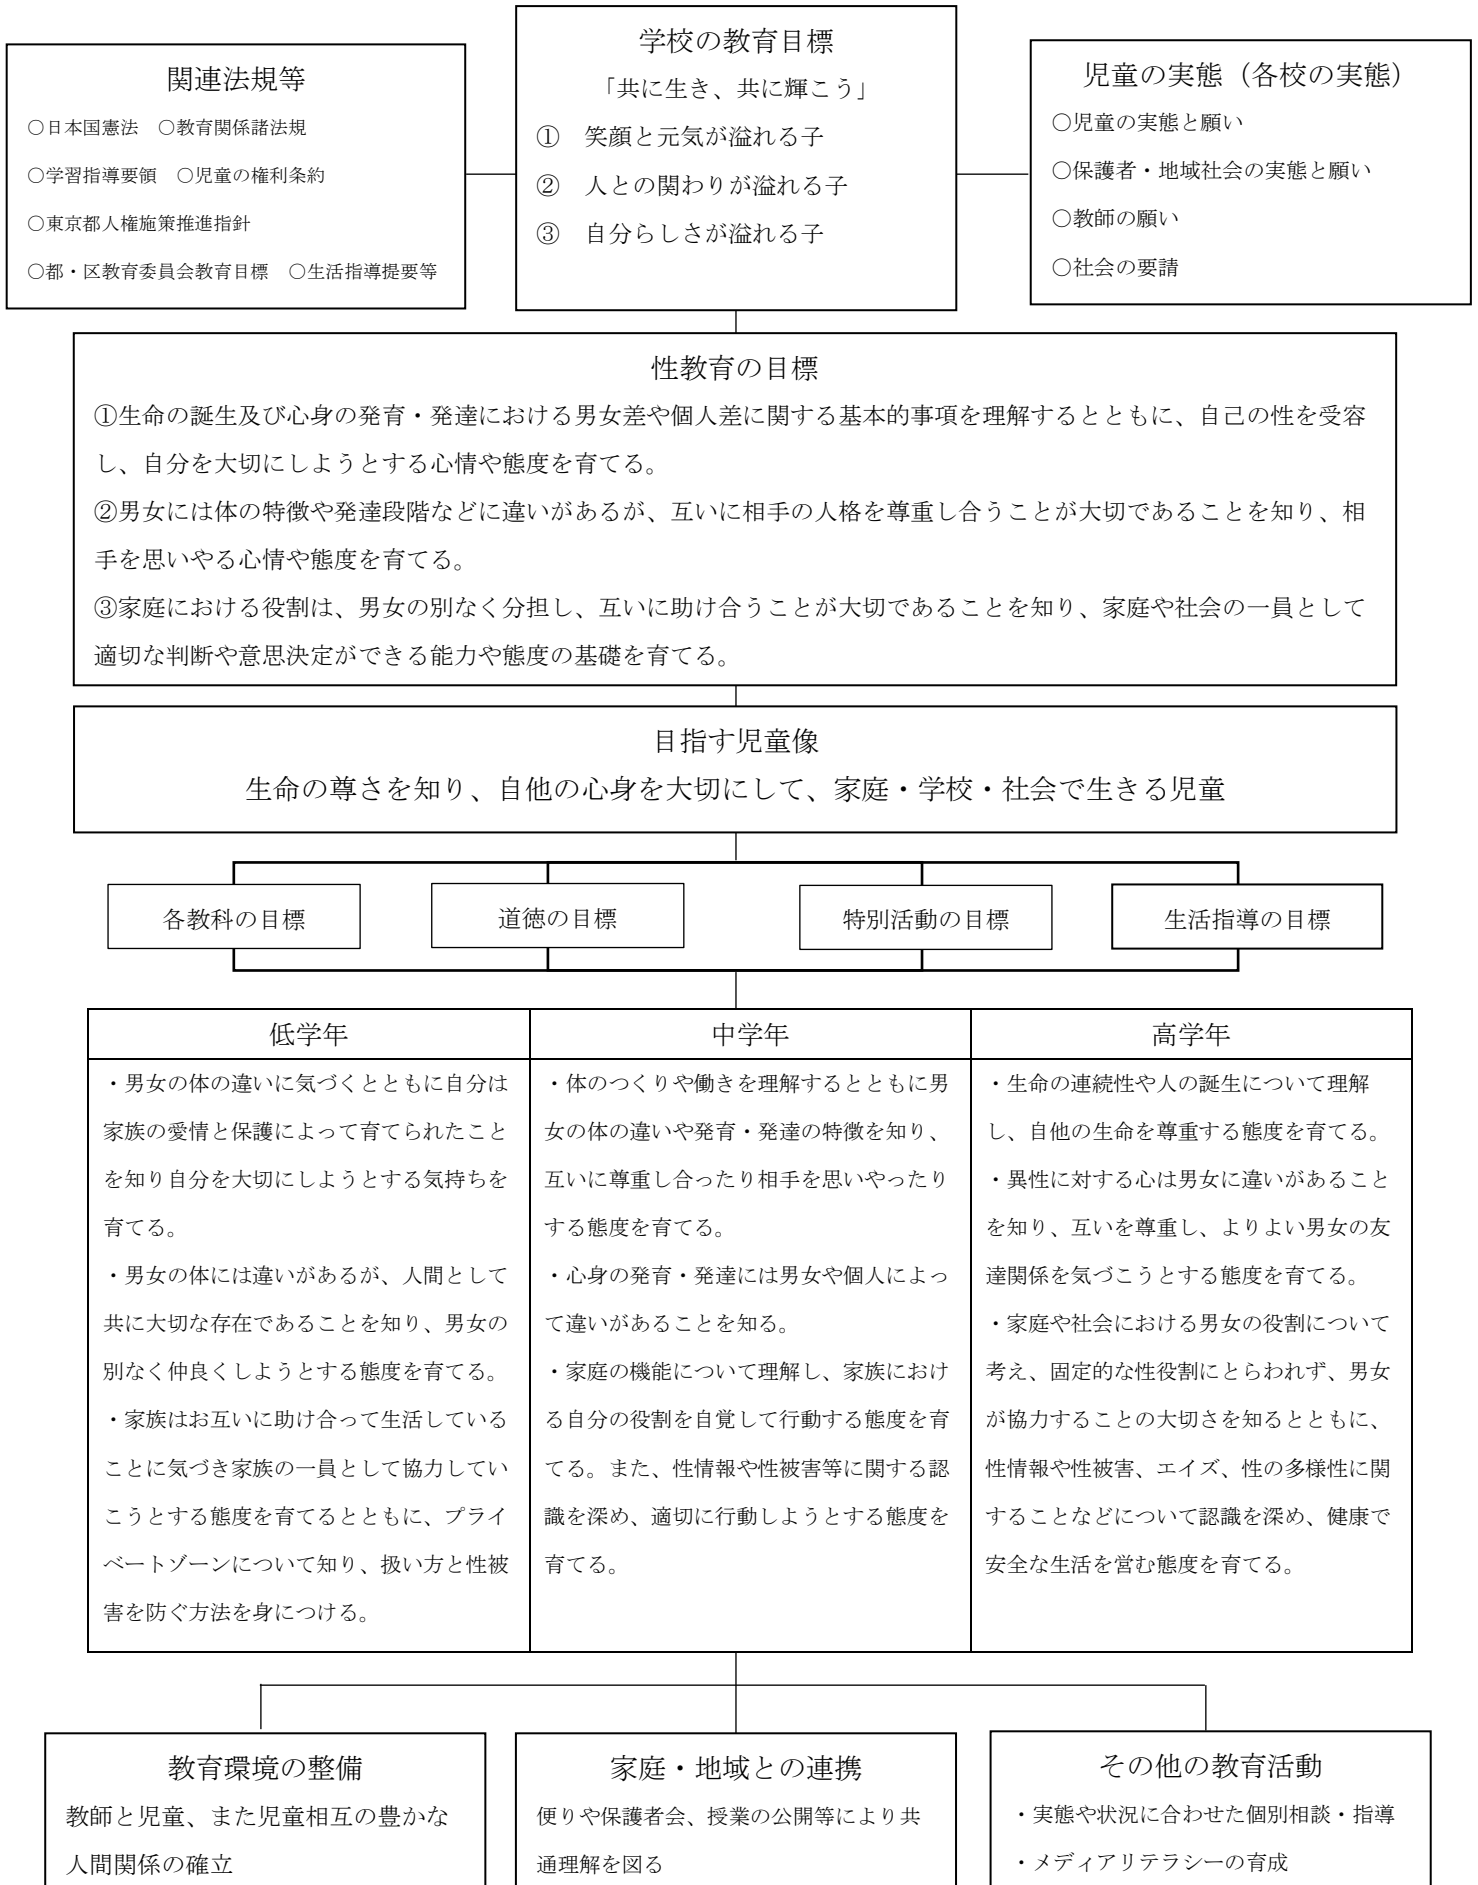 関連法規等
〇日本国憲法　〇教育関係諸法規
〇学習指導要領　〇児童の権利条約
〇東京都人権施策推進指針
〇都・区教育委員会教育目標　〇生活指導提要等
学校の教育目標
「共に生き、共に輝こう」
①　笑顔と元気が溢れる子
②　人との関わりが溢れる子
③　自分らしさが溢れる子
児童の実態（各校の実態）
〇児童の実態と願い
〇保護者・地域社会の実態と願い
〇教師の願い
〇社会の要請
性教育の目標
①生命の誕生及び心身の発育・発達における男女差や個人差に関する基本的事項を理解するとともに、自己の性を受容
し、自分を大切にしようとする心情や態度を育てる。
②男女には体の特徴や発達段階などに違いがあるが、互いに相手の人格を尊重し合うことが大切であることを知り、相
手を思いやる心情や態度を育てる。
③家庭における役割は、男女の別なく分担し、互いに助け合うことが大切であることを知り、家庭や社会の一員として
適切な判断や意思決定ができる能力や態度の基礎を育てる。
目指す児童像
生命の尊さを知り、自他の心身を大切にして、家庭・学校・社会で生きる児童
各教科の目標
道徳の目標
特別活動の目標
生活指導の目標
低学年
・男女の体の違いに気づくとともに自分は
家族の愛情と保護によって育てられたこと
を知り自分を大切にしようとする気持ちを
育てる。
・男女の体には違いがあるが、人間として
共に大切な存在であることを知り、男女の
別なく仲良くしようとする態度を育てる。
・家族はお互いに助け合って生活している
ことに気づき家族の一員として協力してい
こうとする態度を育てるとともに、プライ
ベートゾーンについて知り、扱い方と性被
害を防ぐ方法を身につける。
中学年
・体のつくりや働きを理解するとともに男
女の体の違いや発育・発達の特徴を知り、
互いに尊重し合ったり相手を思いやったり
する態度を育てる。
・心身の発育・発達には男女や個人によっ
て違いがあることを知る。
・家庭の機能について理解し、家族におけ
る自分の役割を自覚して行動する態度を育
てる。また、性情報や性被害等に関する認
識を深め、適切に行動しようとする態度を
育てる。
高学年
・生命の連続性や人の誕生について理解
し、自他の生命を尊重する態度を育てる。
・異性に対する心は男女に違いがあること
を知り、互いを尊重し、よりよい男女の友
達関係を気づこうとする態度を育てる。
・家庭や社会における男女の役割について
考え、固定的な性役割にとらわれず、男女
が協力することの大切さを知るとともに、
性情報や性被害、エイズ、性の多様性に関
することなどについて認識を深め、健康で
安全な生活を営む態度を育てる。
教育環境の整備
教師と児童、また児童相互の豊かな
人間関係の確立
家庭・地域との連携
便りや保護者会、授業の公開等により共
通理解を図る
その他の教育活動
・実態や状況に合わせた個別相談・指導
・メディアリテラシーの育成